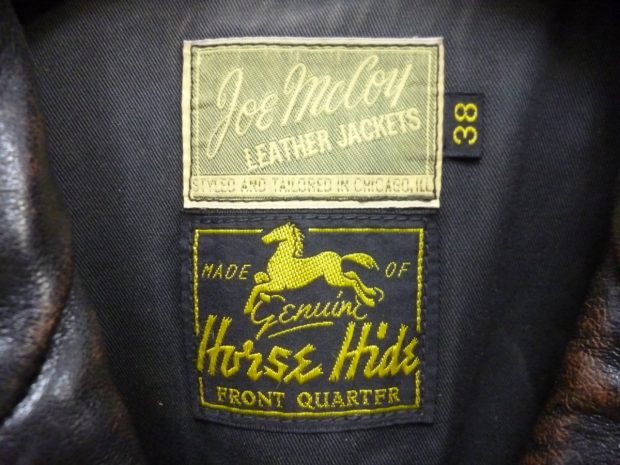 Joe McCoy
LEATHER JACKETS
STYLED AND TAILORED IN CHICAGO, ILL
38
MADE OF
Genuine
Horse Hide
FRONT QUARTER